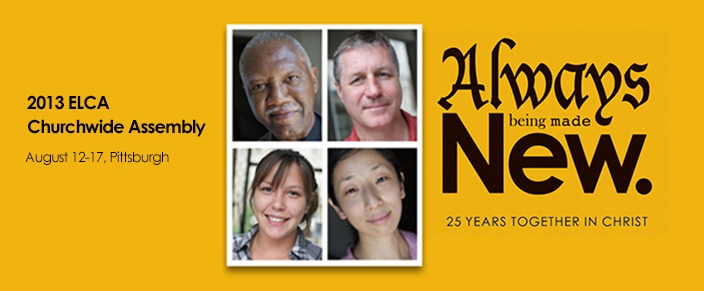 2013 ELCA
Churchwide Assembly
August 12-17, Pittsburgh
Always
being made
New.
25 YEARS TOGETHER IN CHRIST